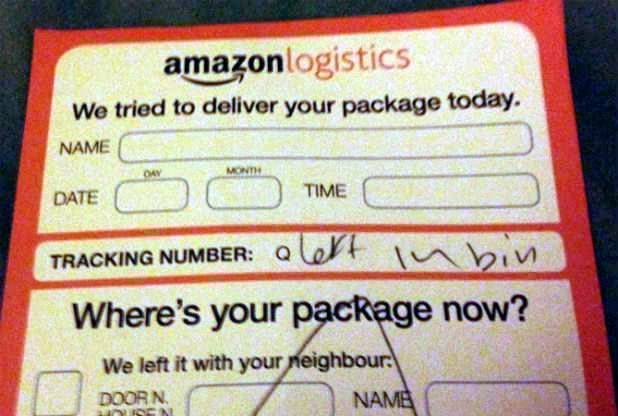 amazonlogistics
We tried to deliver your package today.
NAME
DAY MONTH
DATE TIME
TRACKING NUMBER: Q left in bin
Where's your package now?
We left it with your neighbour:
DOOR N. NAME
HOUSE N